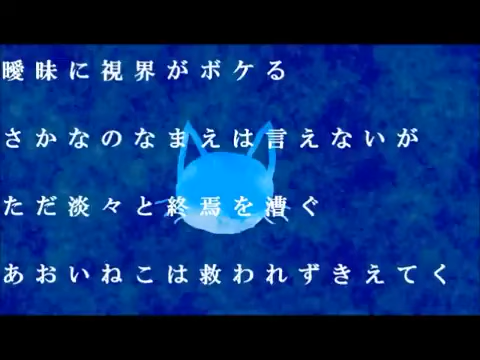 曖昧に視界がボケる
さかなのなまえは言えないが
ただ淡々と終焉を漕ぐ
あおいねこは救われずきえてく